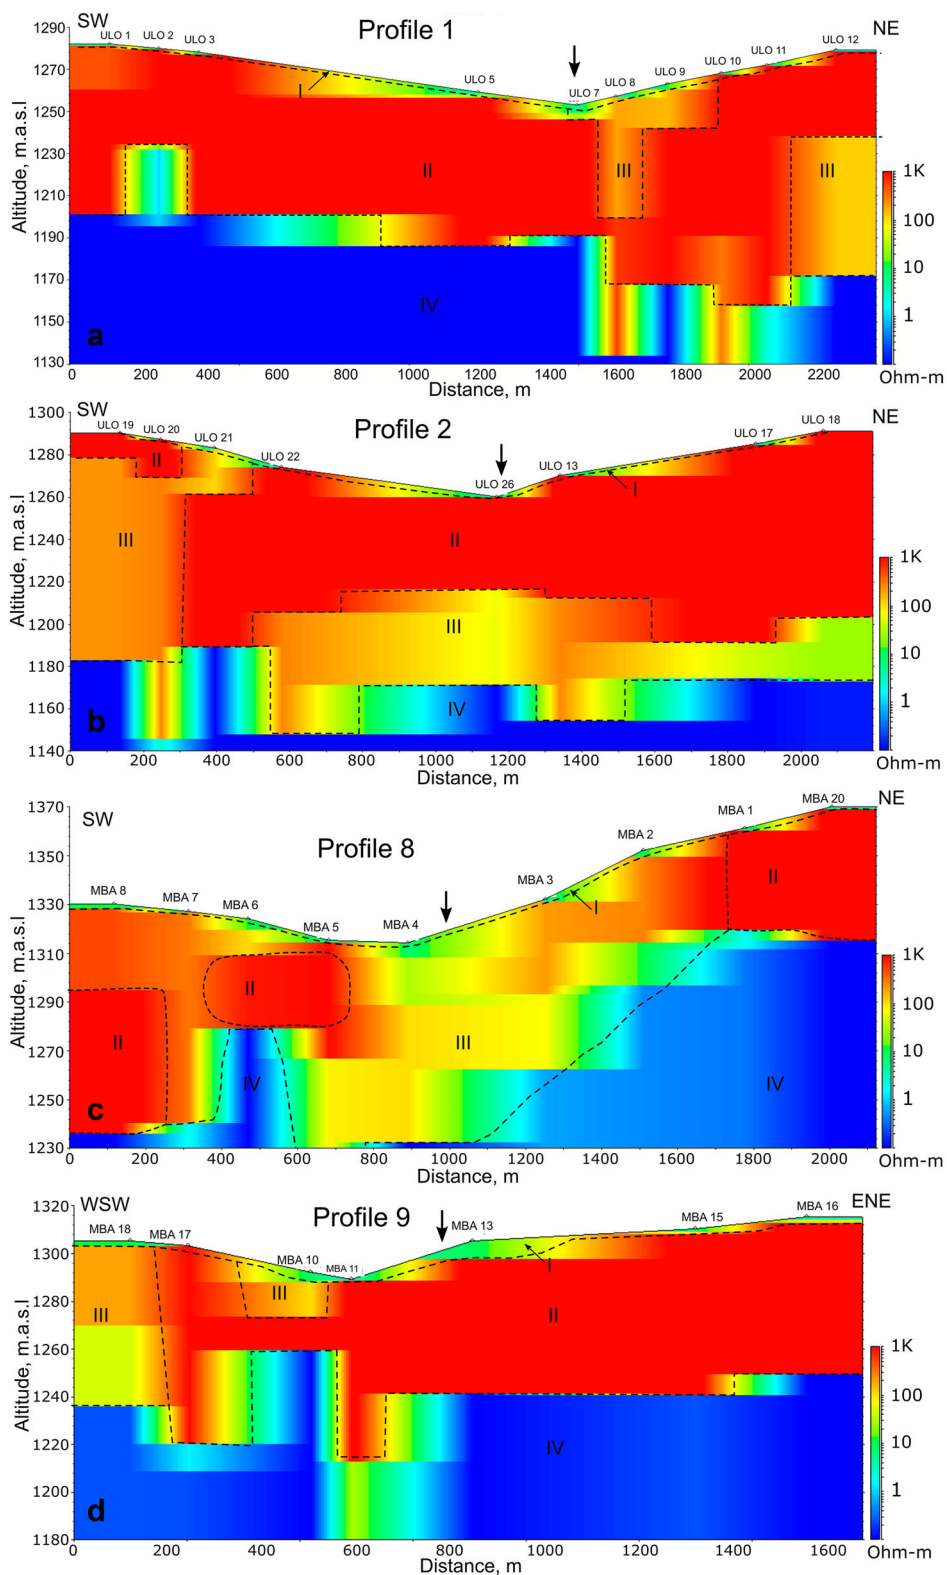 SW
Profile 1
NE
ULO 1
ULO 2
ULO 3
ULO 5
ULO 7
ULO 8
ULO 9
ULO 10
ULO 11
ULO 12
Altitude, m.a.s.l
1290
1270
1250
1230
1210
1190
1170
1150
1130
I
II
III
III
IV
a
0
200
400
600
800
1000
1200
1400
1600
1800
2000
2200
Distance, m
1K
100
10
1
Ohm-m
SW
Profile 2
NE
ULO 19
ULO 20
ULO 21
ULO 22
ULO 26
ULO 13
ULO 17
ULO 18
Altitude, m.a.s.l
1300
1280
1260
1240
1220
1200
1180
1160
1140
II
I
III
II
III
IV
b
0
200
400
600
800
1000
1200
1400
1600
1800
2000
Distance, m
1K
100
10
1
Ohm-m
SW
Profile 8
NE
MBA 8
MBA 7
MBA 6
MBA 5
MBA 4
MBA 3
MBA 2
MBA 1
MBA 20
Altitude, m.a.s.l
1370
1350
1330
1310
1290
1270
1250
1230
II
I
II
II
III
IV
IV
c
0
200
400
600
800
1000
1200
1400
1600
1800
2000
Distance, m
1K
100
10
1
Ohm-m
WSW
Profile 9
ENE
MBA 18
MBA 17
MBA 10
MBA 11
MBA 13
MBA 15
MBA 16
Altitude, m.a.s.l
1320
1300
1280
1260
1240
1220
1200
1180
I
III
III
II
IV
d
0
200
400
600
800
1000
1200
1400
1600
Distance, m
1K
100
10
1
Ohm-m